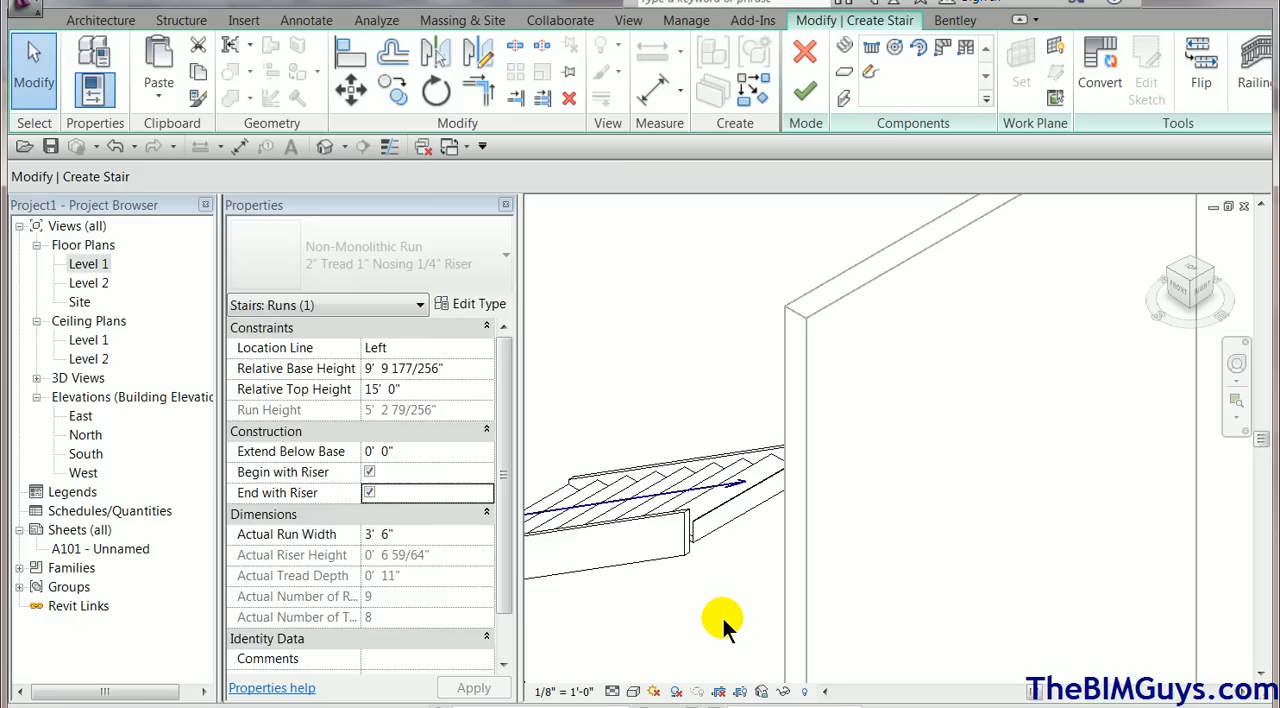 Architecture Structure Insert Annotate Analyze Massing & Site Collaborate View Manage Add-Ins Modify | Create Stair Bentley
Modify Paste Set Convert Edit Sketch Flip
Select Properties Clipboard Geometry Modify View Measure Create Mode Components Work Plane Tools
Modify | Create Stair
Project1 - Project Browser
Views (all)
Floor Plans
Level 1
Level 2
Site
Ceiling Plans
Level 1
Level 2
3D Views
Elevations (Building Elevatio
East
North
South
West
Legends
Schedules/Quantities
Sheets (all)
A101 - Unnamed
Families
Groups
Revit Links
Properties
Non-Monolithic Run
2" Tread 1" Nosing 1/4" Riser
Stairs: Runs (1) Edit Type
Constraints
Location Line Left
Relative Base Height 9' 9 177/256"
Relative Top Height 15' 0"
Run Height 5' 2 79/256"
Construction
Extend Below Base 0' 0"
Begin with Riser
End with Riser
Dimensions
Actual Run Width 3' 6"
Actual Riser Height 0' 6 59/64"
Actual Tread Depth 0' 11"
Actual Number of R... 9
Actual Number of T... 8
Identity Data
Comments
Properties help Apply
FRONT RIGHT
1/8" = 1'-0"
TheBIMGuys.com